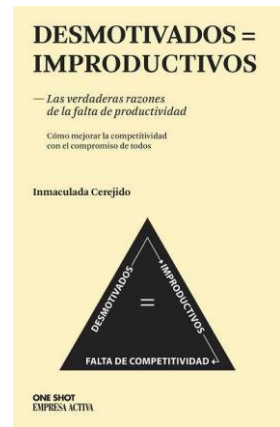 DESMOTIVADOS =
IMPRODUCTIVOS
— Las verdaderas razones
de la falta de productividad
Cómo mejorar la competitividad
con el compromiso de todos
Inmaculada Cerejido
DESMOTIVADOS
IMPRODUCTIVOS
=
FALTA DE COMPETITIVIDAD
ONE SHOT
EMPRESA ACTIVA